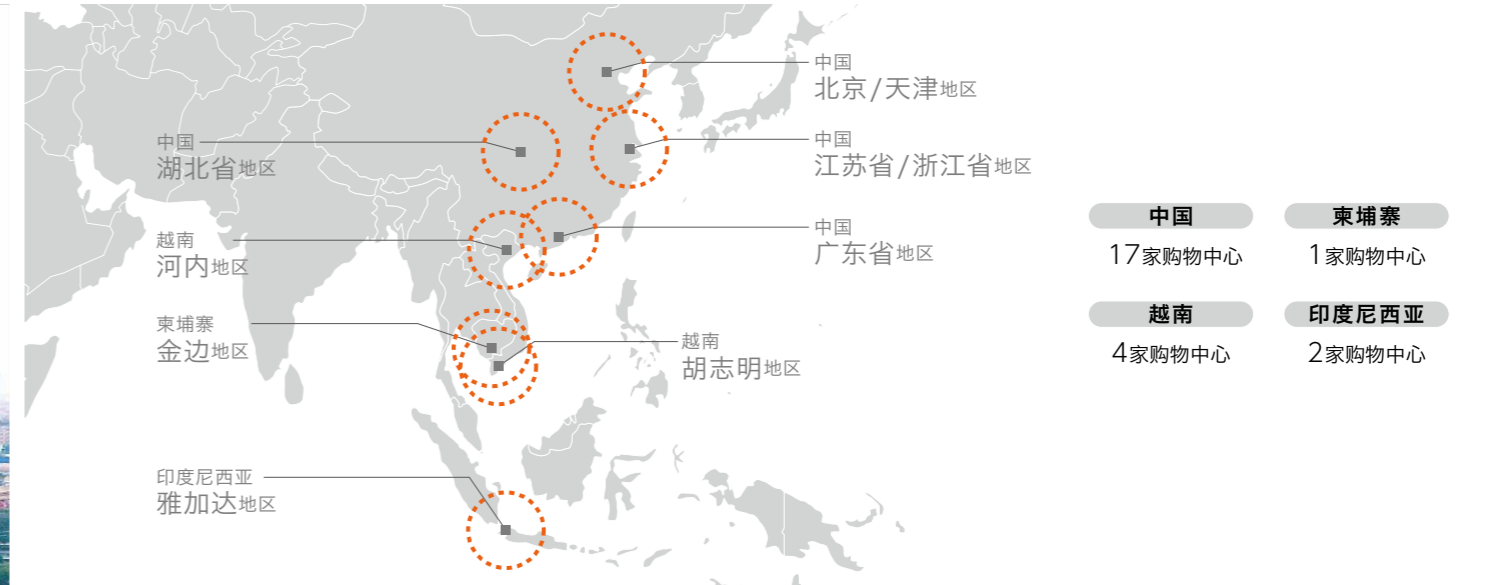 中国
北京/天津地区
中国
江苏省/浙江省地区
中国
湖北省地区
中国
广东省地区
越南
河内地区
柬埔寨
金边地区
越南
胡志明地区
印度尼西亚
雅加达地区
中国
17家购物中心
柬埔寨
1家购物中心
越南
4家购物中心
印度尼西亚
2家购物中心